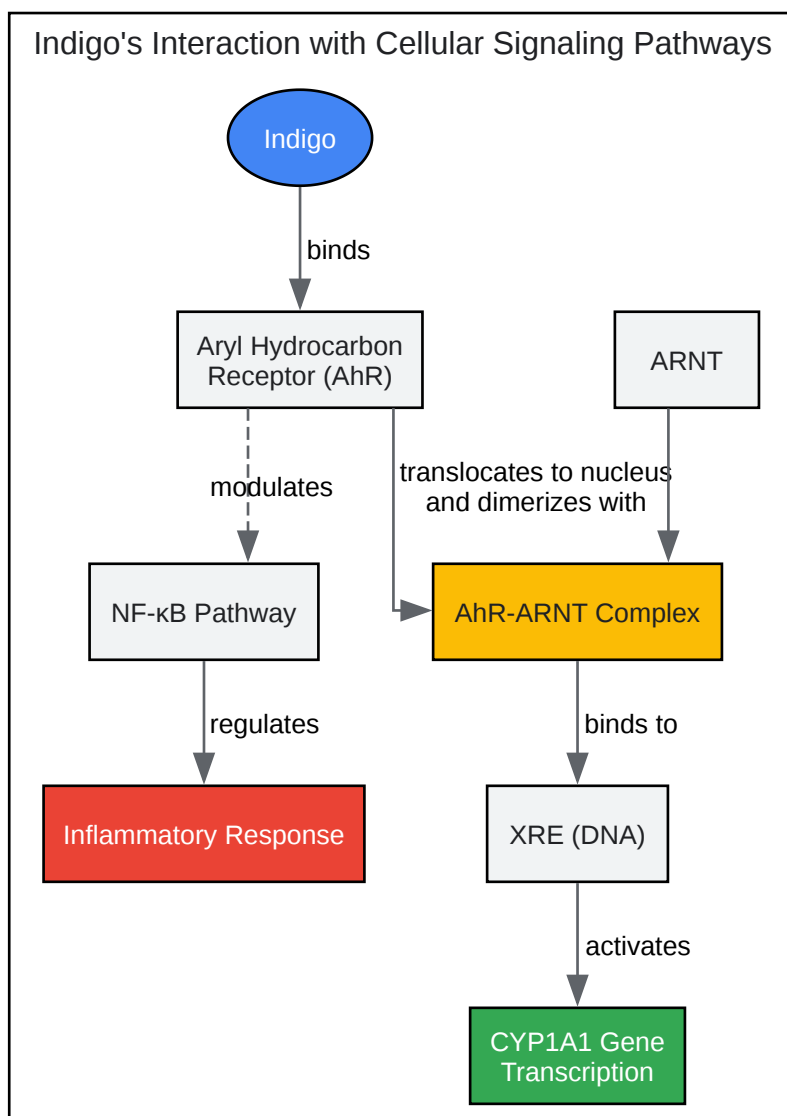 Indigo's Interaction with Cellular Signaling Pathways
Indigo
binds
Aryl Hydrocarbon
Receptor (AhR)
ARNT
modulates
translocates to nucleus
and dimerizes with
NF-κB Pathway
AhR-ARNT Complex
regulates
binds to
Inflammatory Response
XRE (DNA)
activates
CYP1A1 Gene
Transcription